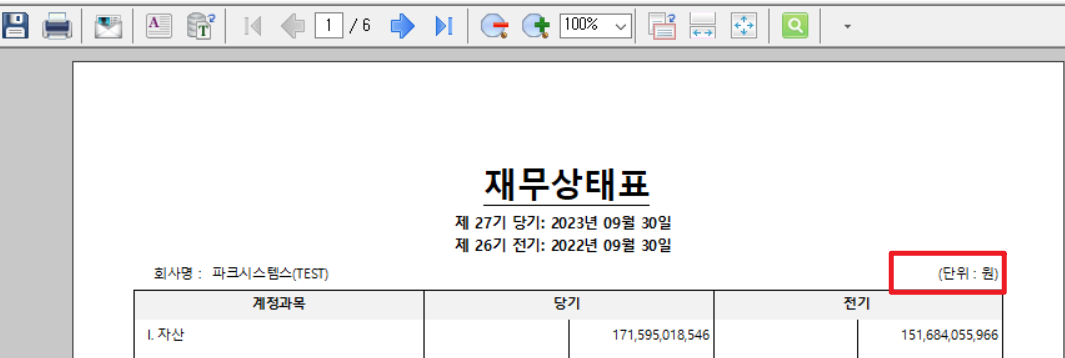 1 / 6 100%
재무상태표
제 27기 당기: 2023년 09월 30일
제 26기 전기: 2022년 09월 30일
회사명 : 파크시스템스(TEST) (단위 : 원)
계정과목 당기 전기
I. 자산 171,595,018,546 151,684,055,966